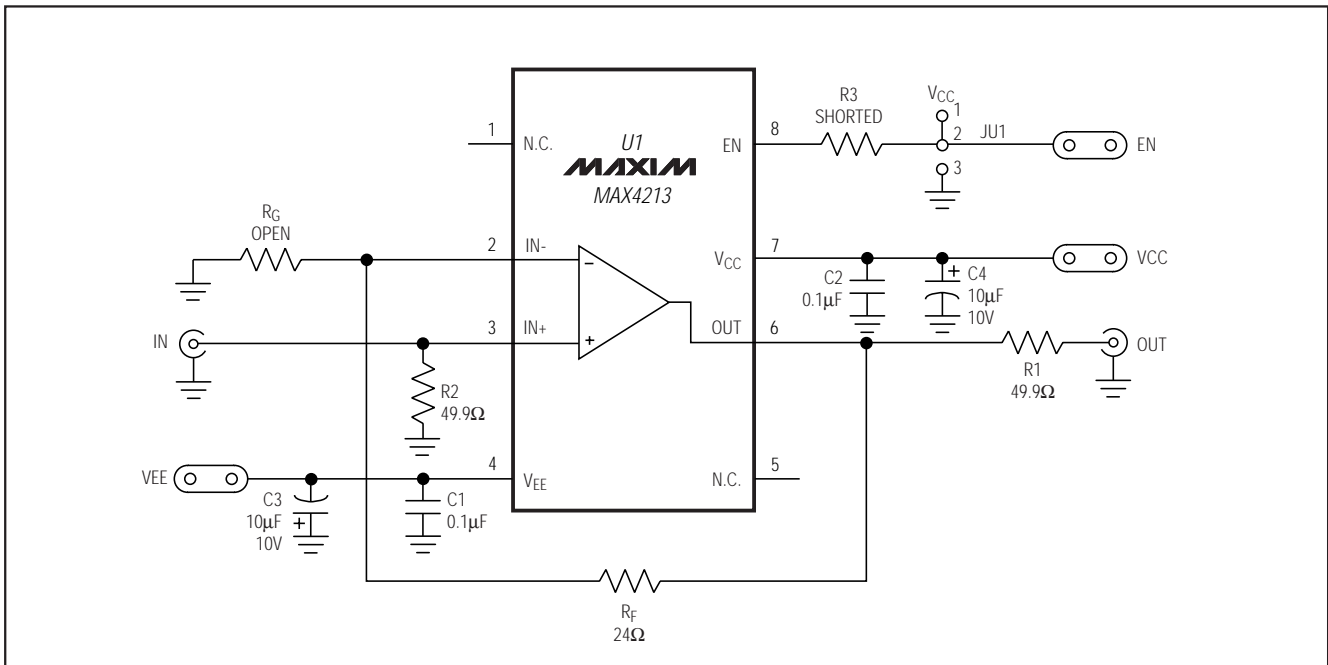 U1
MAXIM
MAX4213
1
N.C.
2
IN-
3
IN+
4
VEE
8
EN
7
VCC
OUT
6
N.C.
5
−
+
RG
OPEN
IN
R2
49.9Ω
VEE
C3
10µF
+
10V
C1
0.1µF
R3
SHORTED
VCC
1
2
JU1
3
EN
VCC
C2
0.1µF
+
C4
10µF
10V
OUT
R1
49.9Ω
RF
24Ω